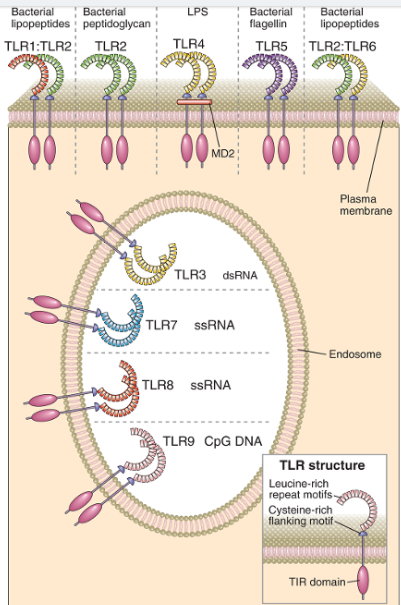 Bacterial lipopeptides
Bacterial peptidoglycan
LPS
Bacterial flagellin
Bacterial lipopeptides
TLR1:TLR2
TLR2
TLR4
TLR5
TLR2:TLR6
MD2
Plasma
membrane
TLR3 dsRNA
TLR7 ssRNA
Endosome
TLR8 ssRNA
TLR9 CpG DNA
TLR structure
Leucine-rich
repeat motifs
Cysteine-rich
flanking motif
TIR domain